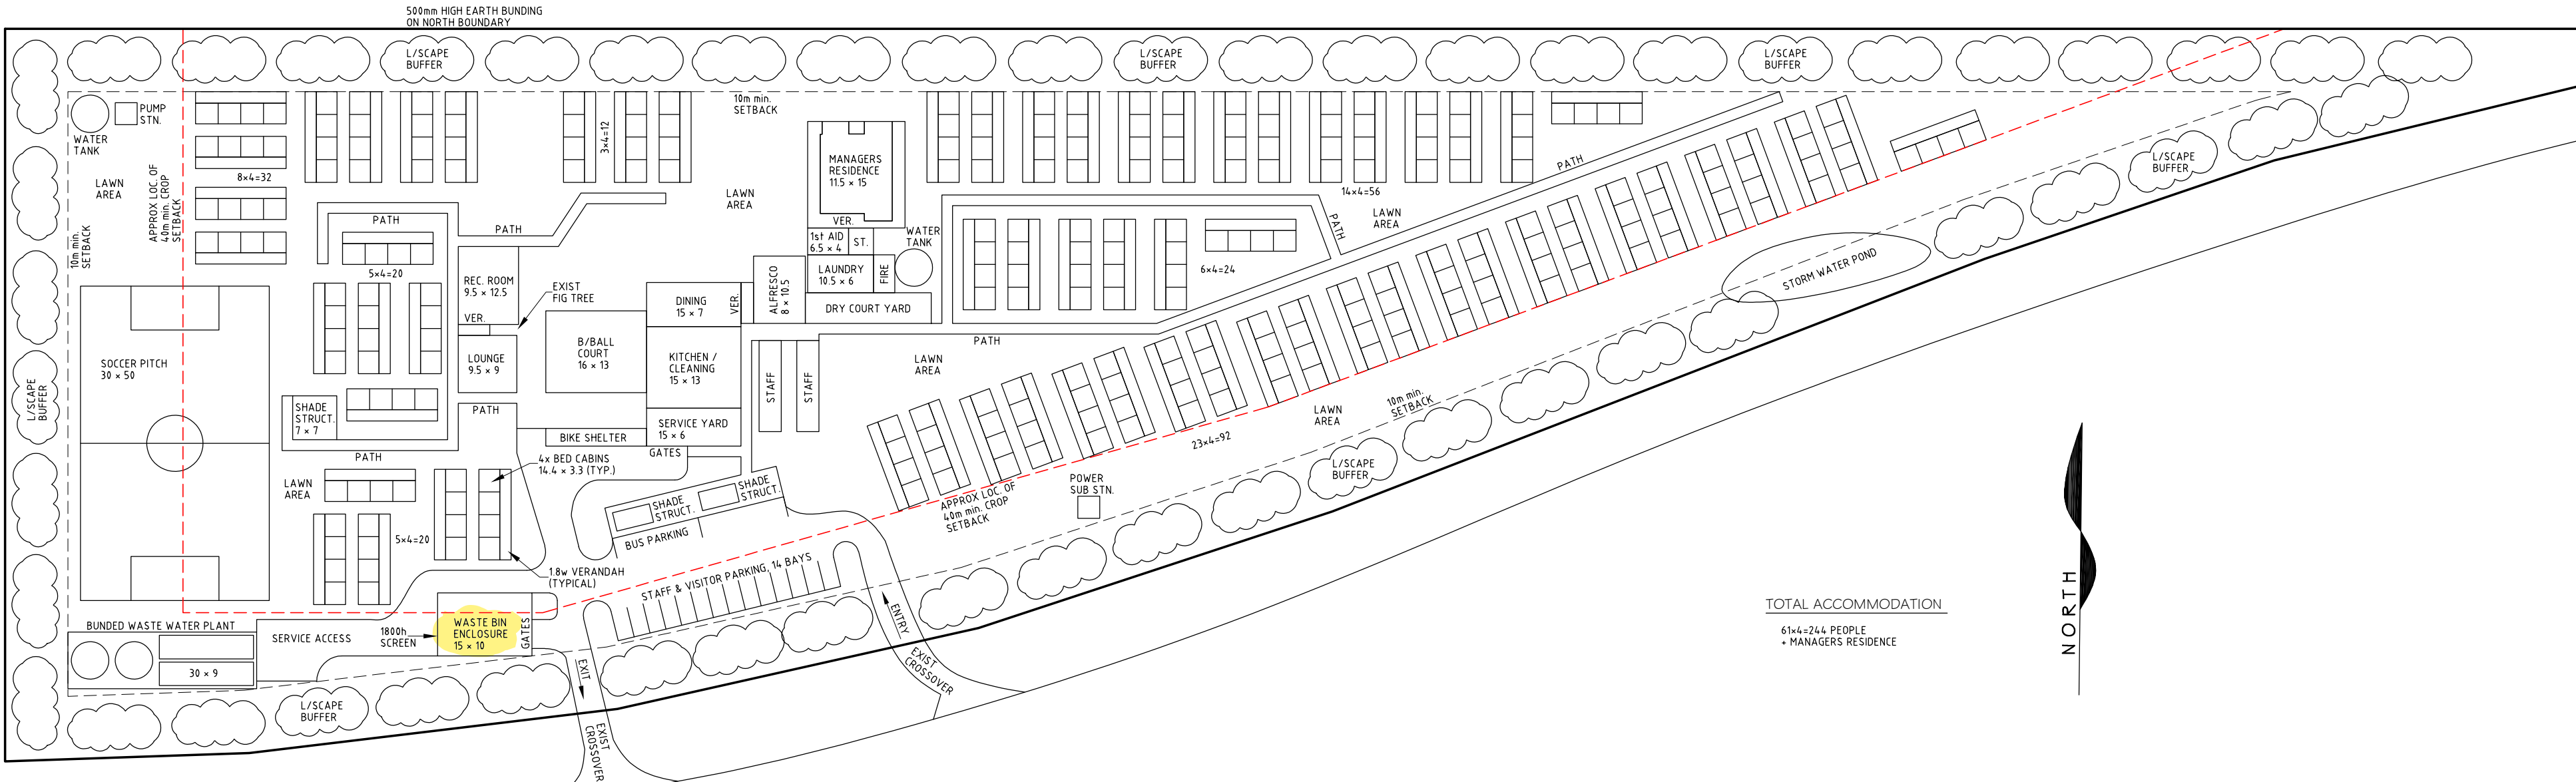 500mm HIGH EARTH BUNDING
ON NORTH BOUNDARY
L/SCAPE
BUFFER
L/SCAPE
BUFFER
L/SCAPE
BUFFER
10m min.
SETBACK
PUMP
STN.
WATER
TANK
LAWN
AREA
APPROX LOC. OF
40m min. CROP
SETBACK
10m min.
SETBACK
8×4=32
3×4=12
LAWN
AREA
MANAGERS
RESIDENCE
11.5 × 15
VER.
1st AID
6.5 × 4
ST.
WATER
TANK
LAUNDRY
10.5 × 6
FIRE
DRY COURT YARD
ALFRESCO
8 × 10.5
PATH
PATH
5×4=20
REC. ROOM
9.5 × 12.5
VER.
EXIST
FIG TREE
LOUNGE
9.5 × 9
B/BALL
COURT
16 × 13
DINING
15 × 7
VER.
KITCHEN /
CLEANING
15 × 13
SERVICE YARD
15 × 6
GATES
BIKE SHELTER
STAFF
STAFF
PATH
LAWN
AREA
6×4=24
PATH
LAWN
AREA
14×4=56
PATH
L/SCAPE
BUFFER
STORM WATER POND
SOCCER PITCH
30 × 50
L/SCAPE
BUFFER
SHADE
STRUCT.
7 × 7
PATH
PATH
LAWN
AREA
5×4=20
4x BED CABINS
14.4 × 3.3 (TYP.)
1.8w VERANDAH
(TYPICAL)
SHADE
STRUCT.
SHADE
STRUCT.
BUS PARKING
STAFF & VISITOR PARKING, 14 BAYS
APPROX LOC. OF
40m min. CROP
SETBACK
POWER
SUB STN.
23×4=92
LAWN
AREA
10m min.
SETBACK
L/SCAPE
BUFFER
BUNDED WASTE WATER PLANT
30 × 9
SERVICE ACCESS
1800h
SCREEN
WASTE BIN
ENCLOSURE
15 × 10
GATES
L/SCAPE
BUFFER
EXIT
EXIST
CROSSOVER
ENTRY
EXIST
CROSSOVER
TOTAL ACCOMMODATION
61×4=244 PEOPLE
+ MANAGERS RESIDENCE
NORTH